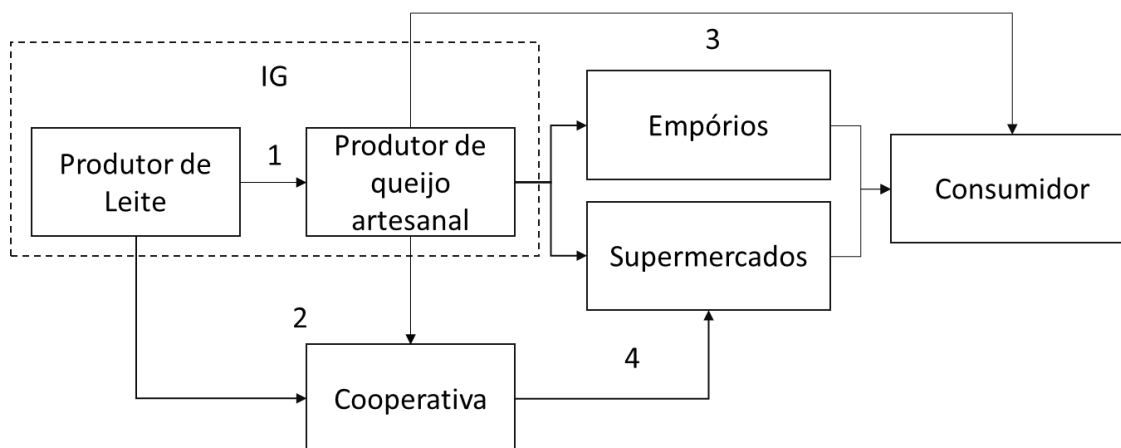 3
IG
Produtor de
Leite
1
Produtor de
queijo
artesanal
Empórios
Supermercados
Consumidor
2
Cooperativa
4